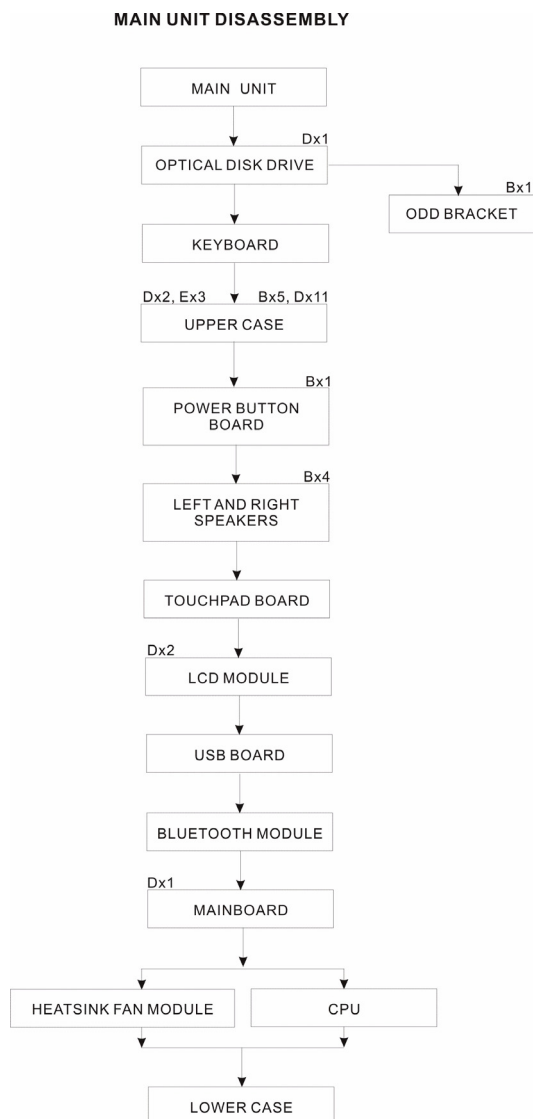 MAIN UNIT DISASSEMBLY
MAIN UNIT
Dx1
OPTICAL DISK DRIVE
Bx1
ODD BRACKET
KEYBOARD
Dx2, Ex3 Bx5, Dx11
UPPER CASE
Bx1
POWER BUTTON
BOARD
Bx4
LEFT AND RIGHT
SPEAKERS
TOUCHPAD BOARD
Dx2
LCD MODULE
USB BOARD
BLUETOOTH MODULE
Dx1
MAINBOARD
HEATSINK FAN MODULE
CPU
LOWER CASE